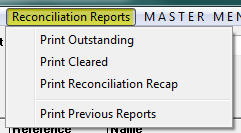 Reconciliation Reports MASTER MEN
Print Outstanding
Print Cleared
Print Reconciliation Recap
Print Previous Reports
Reference Name